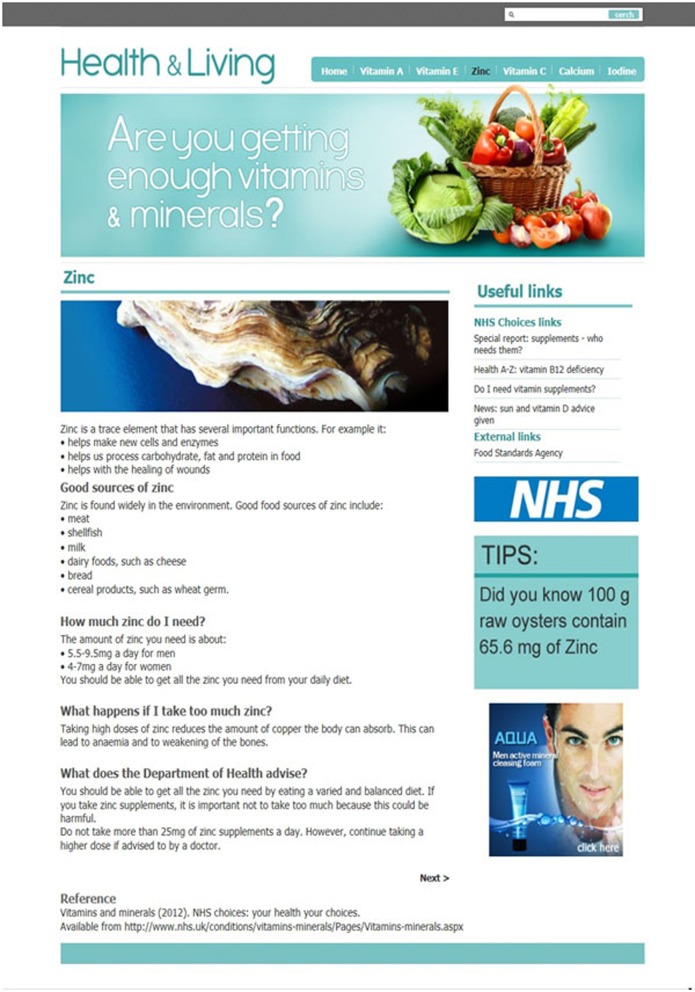 serch
Health & Living
Home Vitamin A Vitamin E Zinc Vitamin C Calcium Iodine
Are you getting
enough vitamins
& minerals?
Zinc
Zinc is a trace element that has several important functions. For example it:
• helps make new cells and enzymes
• helps us process carbohydrate, fat and protein in food
• helps with the healing of wounds
Good sources of zinc
Zinc is found widely in the environment. Good food sources of zinc include:
• meat
• shellfish
• milk
• dairy foods, such as cheese
• bread
• cereal products, such as wheat germ.
How much zinc do I need?
The amount of zinc you need is about:
• 5.5-9.5mg a day for men
• 4-7mg a day for women
You should be able to get all the zinc you need from your daily diet.
What happens if I take too much zinc?
Taking high doses of zinc reduces the amount of copper the body can absorb. This can
lead to anaemia and to weakening of the bones.
What does the Department of Health advise?
You should be able to get all the zinc you need by eating a varied and balanced diet. If
you take zinc supplements, it is important not to take too much because this could be
harmful.
Do not take more than 25mg of zinc supplements a day. However, continue taking a
higher dose if advised to by a doctor.
Next >
Useful links
NHS Choices links
Special report: supplements - who
needs them?
Health A-Z: vitamin B12 deficiency
Do I need vitamin supplements?
News: sun and vitamin D advice
given
External links
Food Standards Agency
NHS
TIPS:
Did you know 100 g
raw oysters contain
65.6 mg of Zinc
AQUA
Men active mineral
cleasing foam
click here
Reference
Vitamins and minerals (2012). NHS choices: your health your choices.
Available from http://www.nhs.uk/conditions/vitamins-minerals/Pages/Vitamins-minerals.aspx